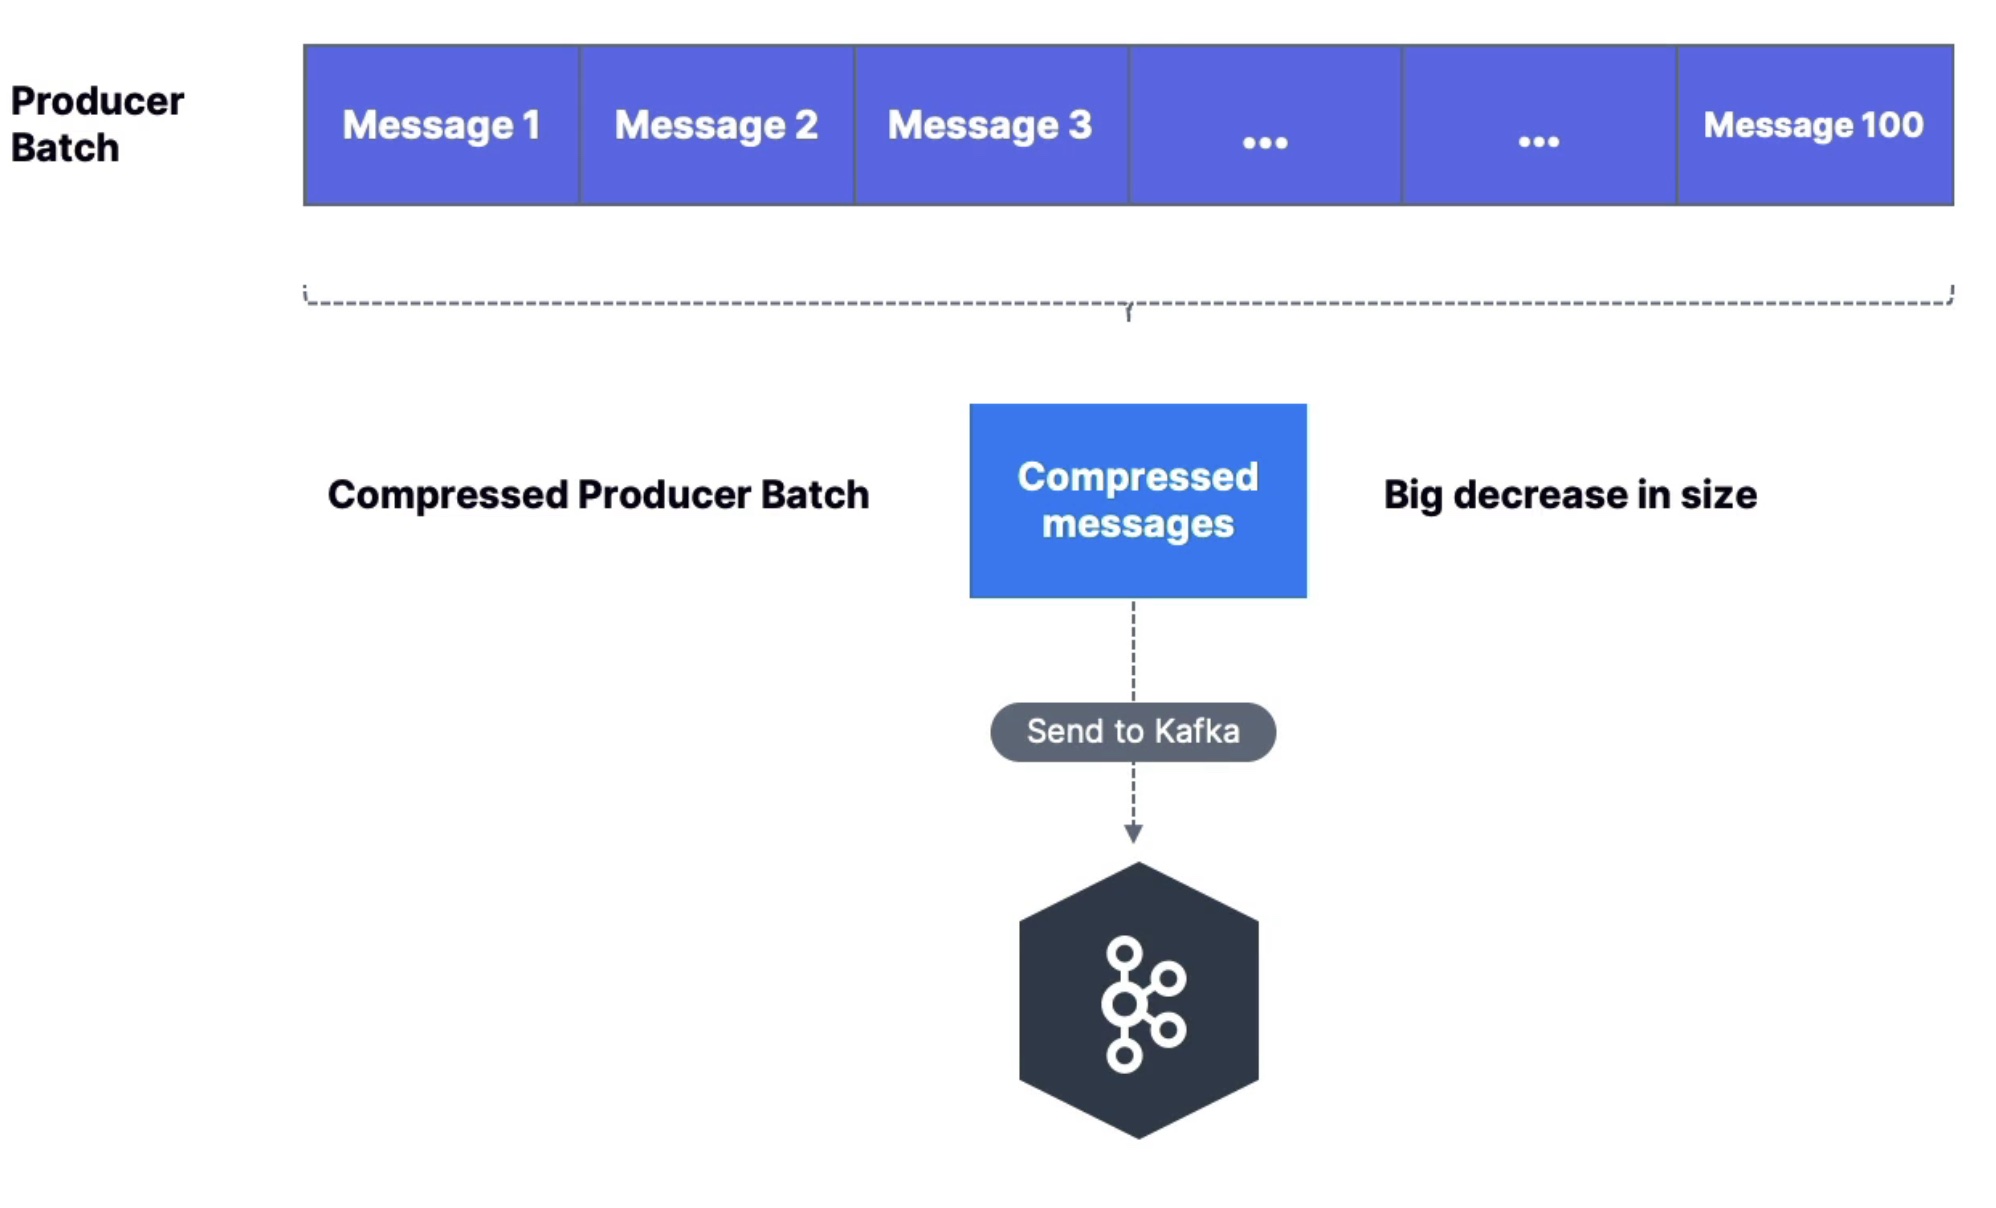 Producer
Batch
Message 1
Message 2
Message 3
...
...
Message 100
Compressed Producer Batch
Compressed
messages
Big decrease in size
Send to Kafka